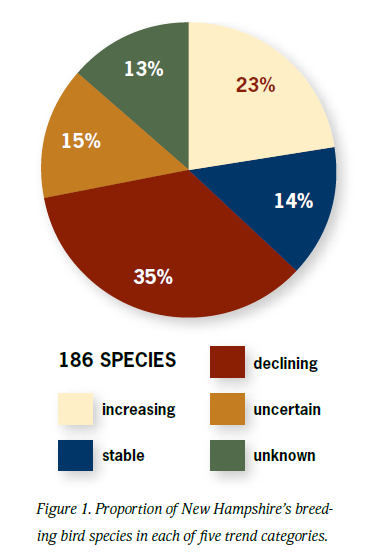 13%
23%
15%
14%
35%
186 SPECIES
declining
increasing
uncertain
stable
unknown
Figure 1. Proportion of New Hampshire's breed-
ing bird species in each of five trend categories.